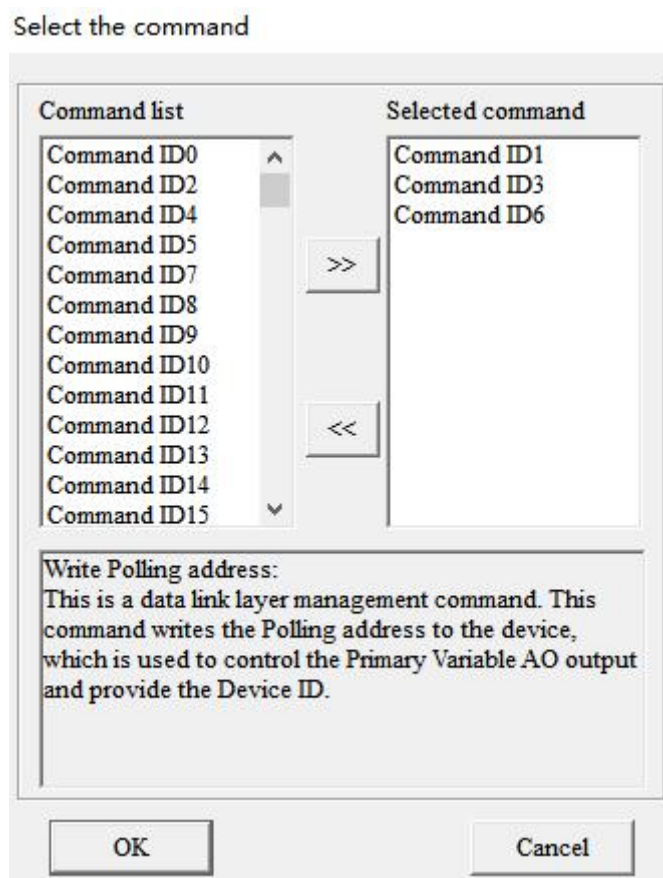 Select the command
Command list
Selected command
Command ID0
Command ID2
Command ID4
Command ID5
Command ID7
Command ID8
Command ID9
Command ID10
Command ID11
Command ID12
Command ID13
Command ID14
Command ID15
>>
<<
Command ID1
Command ID3
Command ID6
Write Polling address:
This is a data link layer management command. This
command writes the Polling address to the device,
which is used to control the Primary Variable AO output
and provide the Device ID.
OK
Cancel